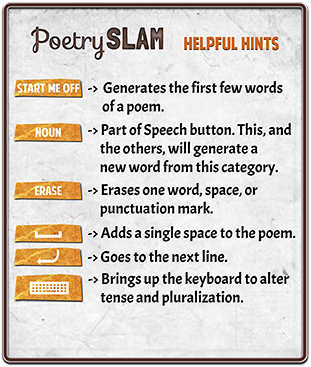 PoetrySLAM HELPFUL HINTS
START ME OFF -> Generates the first few words
of a poem.
NOUN -> Part of Speech button. This, and
the others, will generate a
new word from this category.
ERASE -> Erases one word, space, or
punctuation mark.
-> Adds a single space to the poem.
-> Goes to the next line.
-> Brings up the keyboard to alter
tense and pluralization.